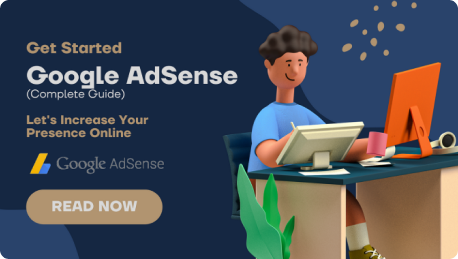 Get Started
Google AdSense
(Complete Guide)
Let's Increase Your
Presence Online
Google AdSense
READ NOW